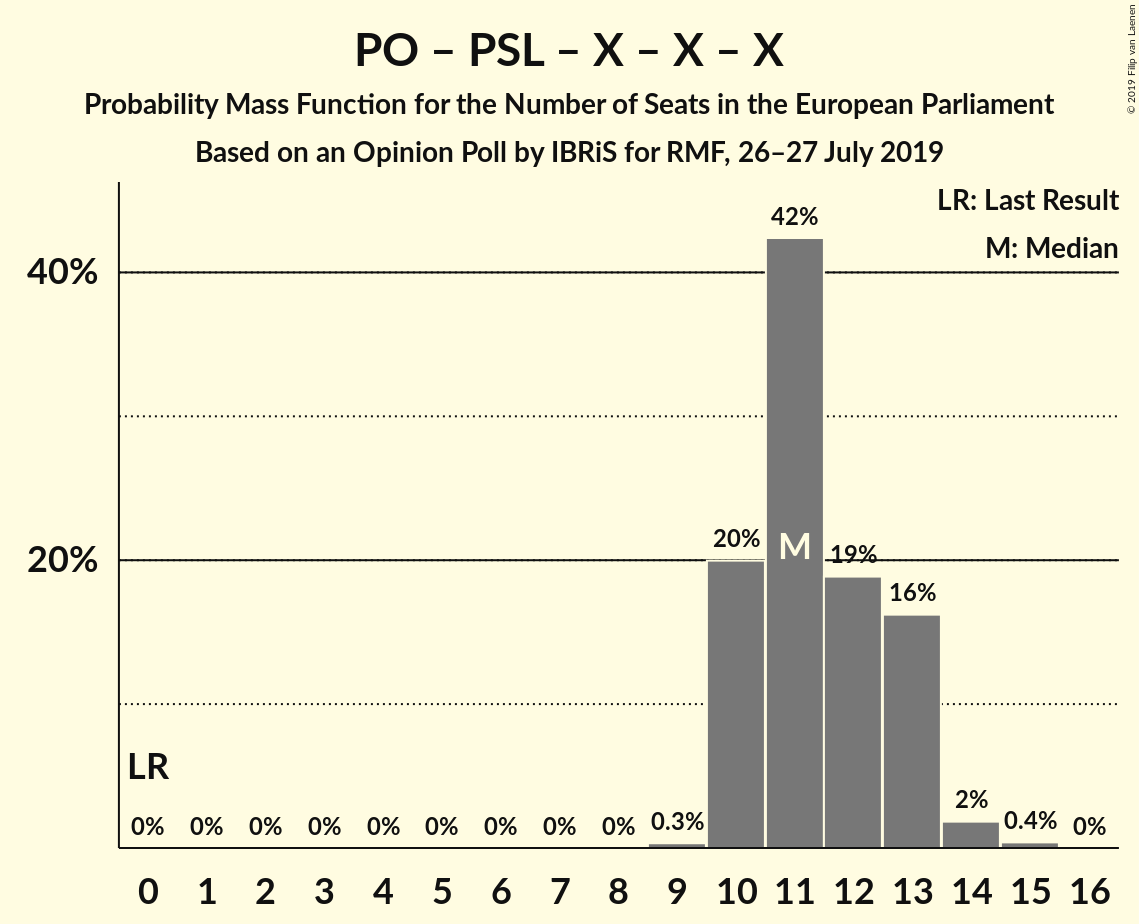 PO – PSL – X – X – X
Probability Mass Function for the Number of Seats in the European Parliament
Based on an Opinion Poll by IBRiS for RMF, 26–27 July 2019
© 2019 Filip van Laenen
LR: Last Result
M: Median
40%
20%
42%
20%
M
19%
16%
LR
0% 0% 0% 0% 0% 0% 0% 0% 0% 0.3% 2% 0.4% 0%
0 1 2 3 4 5 6 7 8 9 10 11 12 13 14 15 16